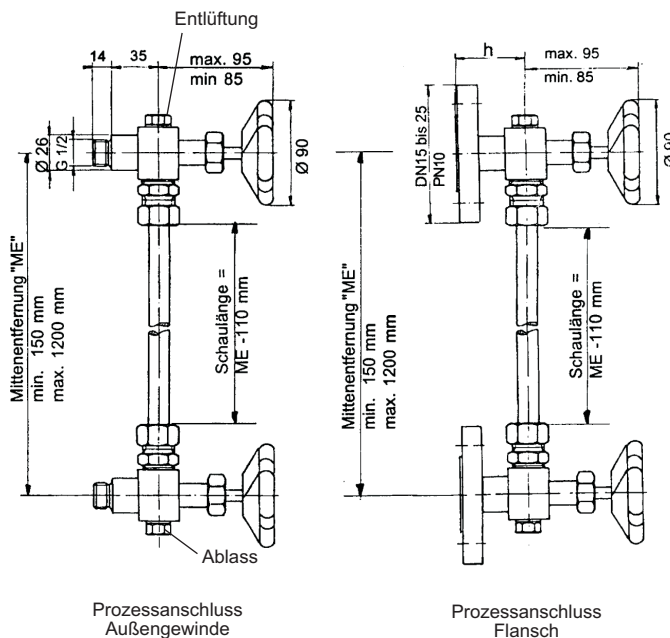 Entlüftung
14
35
max. 95
min 85
Ø 26
G 1/2
Ø 90
Mittenentfernung "ME"
min. 150 mm
max. 1200 mm
Schaulänge =
ME -110 mm
Ablass
Prozessanschluss
Außengewinde
h
max. 95
min. 85
DN15 bis 25
PN10
Ø 90
Mittenentfernung "ME"
min. 150 mm
max. 1200 mm
Schaulänge =
ME -110 mm
Prozessanschluss
Flansch